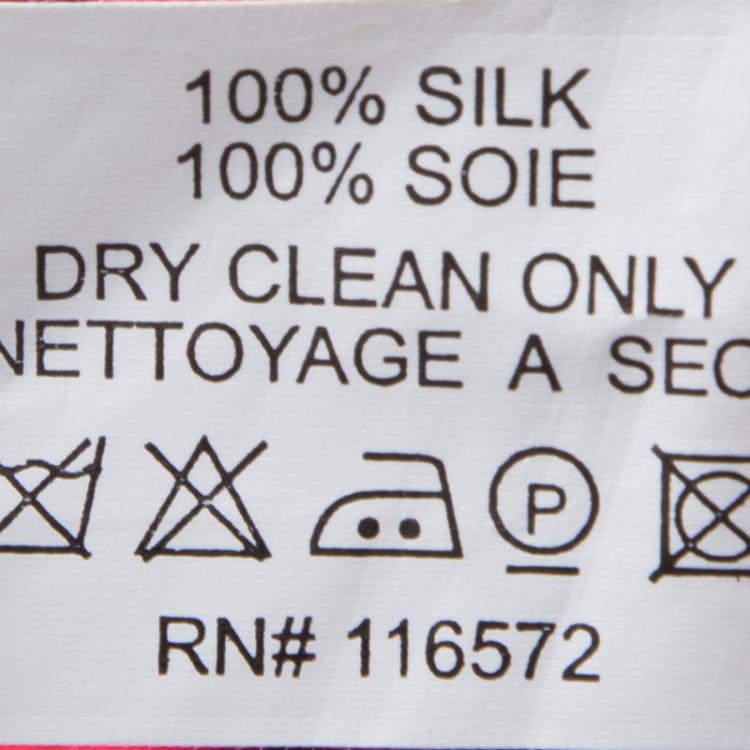 100% SILK
100% SOIE
DRY CLEAN ONLY
NETTOYAGE A SEC
P
RN# 116572